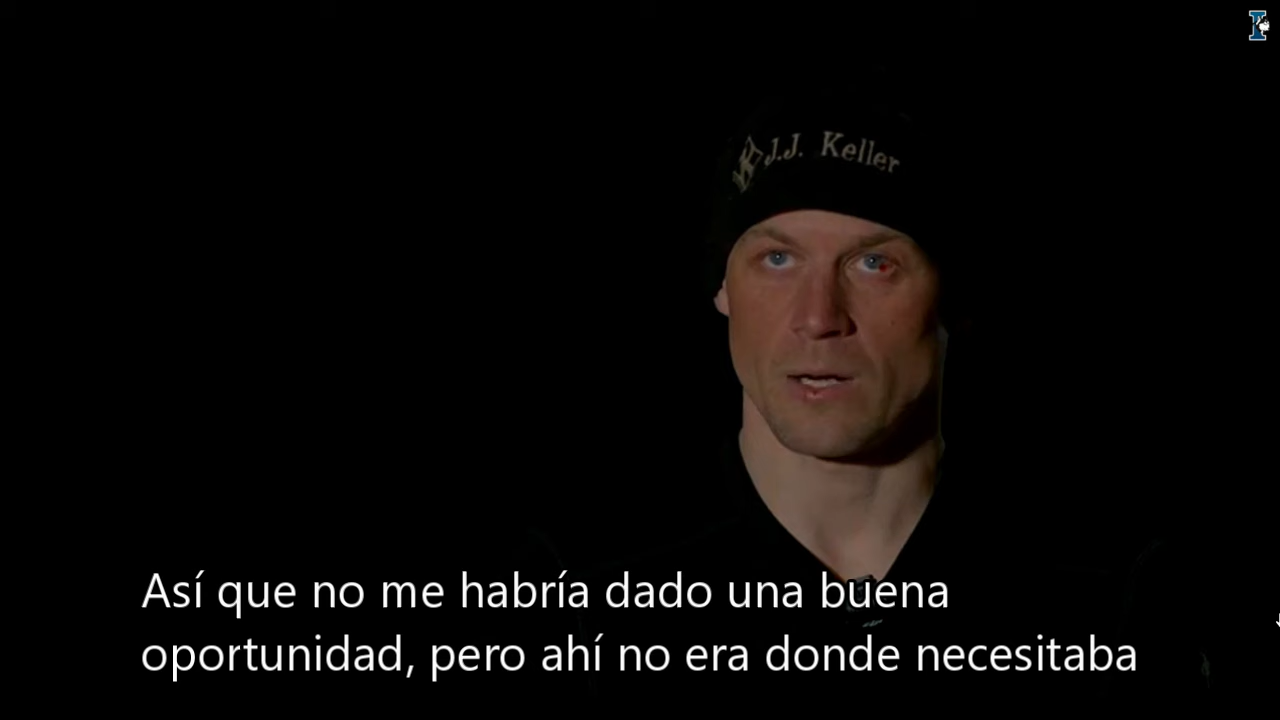 J.J. Keller
Así que no me habría dado una buena
oportunidad, pero ahí no era donde necesitaba